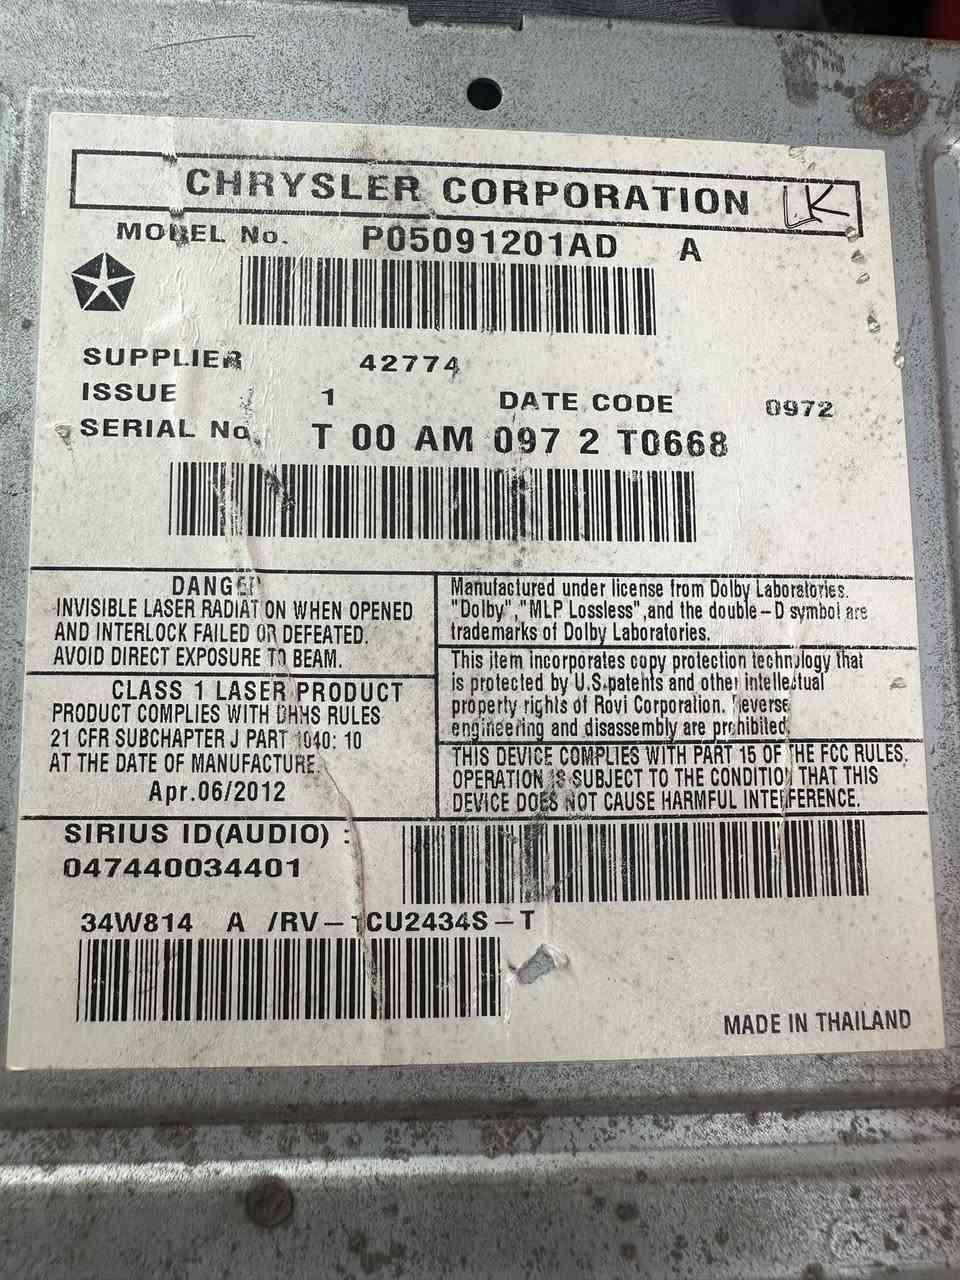 CHRYSLER CORPORATION LK
MODEL No. P05091201AD A
SUPPLIER 42774
ISSUE 1 DATE CODE 0972
SERIAL No. T 00 AM 097 2 T0668
DANGER
INVISIBLE LASER RADIATION WHEN OPENED
AND INTERLOCK FAILED OR DEFEATED.
AVOID DIRECT EXPOSURE TO BEAM.
CLASS 1 LASER PRODUCT
PRODUCT COMPLIES WITH DHHS RULES
21 CFR SUBCHAPTER J PART 1040: 10
AT THE DATE OF MANUFACTURE.
Apr.06/2012
Manufactured under license from Dolby Laboratories.
"Dolby","MLP Lossless",and the double-D symbol are
trademarks of Dolby Laboratories.
This item incorporates copy protection technology that
is protected by U.S.patents and other intellectual
property rights of Rovi Corporation. Reverse
engineering and disassembly are prohibited.
THIS DEVICE COMPLIES WITH PART 15 OF THE FCC RULES.
OPERATION IS SUBJECT TO THE CONDITION THAT THIS
DEVICE DOES NOT CAUSE HARMFUL INTERFERENCE.
SIRIUS ID(AUDIO) :
047440034401
34W814 A /RV-1CU2434S-T
MADE IN THAILAND